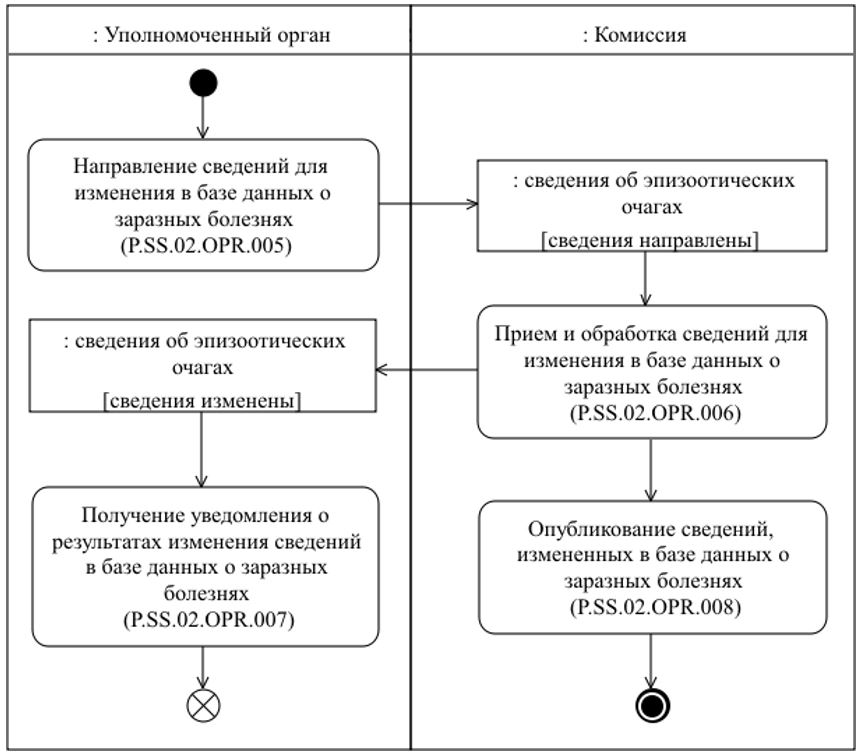 : Уполномоченный орган
: Комиссия
Направление сведений для
изменения в базе данных о
заразных болезнях
(P.SS.02.OPR.005)
: сведения об эпизоотических
очагах
[сведения направлены]
Прием и обработка сведений для
изменения в базе данных о
заразных болезнях
(P.SS.02.OPR.006)
: сведения об эпизоотических
очагах
[сведения изменены]
Получение уведомления о
результатах изменения сведений
в базе данных о заразных
болезнях
(P.SS.02.OPR.007)
Опубликование сведений,
измененных в базе данных о
заразных болезнях
(P.SS.02.OPR.008)